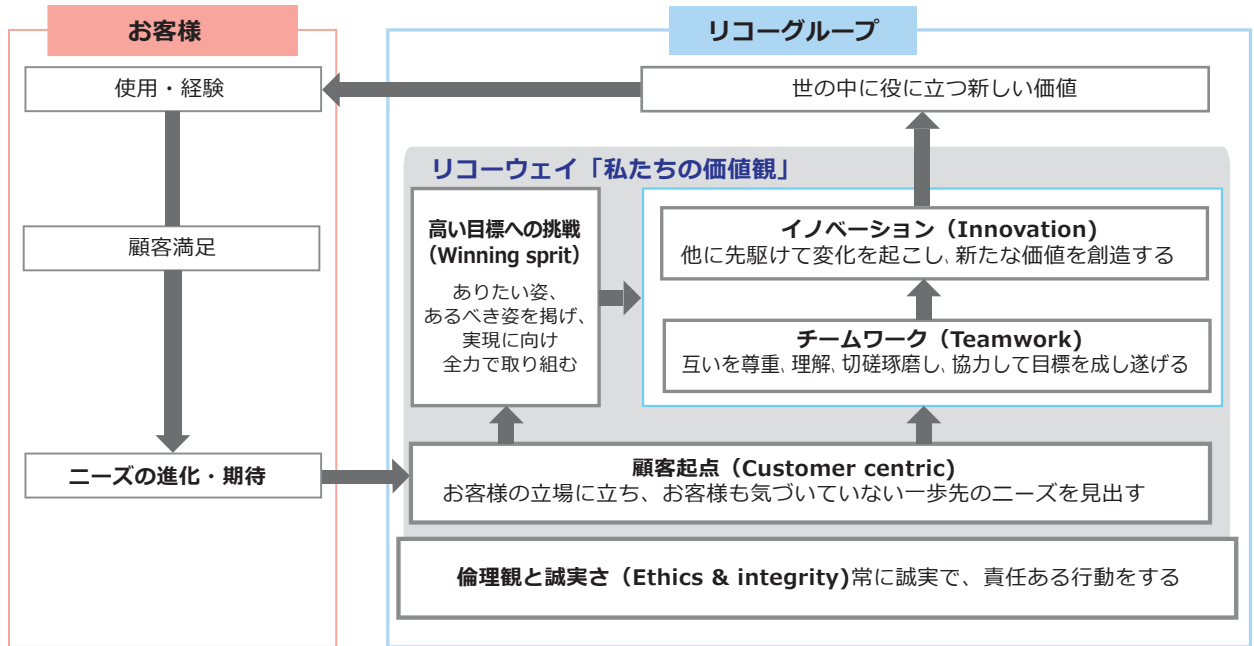 お客様
使用・経験
顧客満足
ニーズの進化・期待
リコーグループ
世の中に役に立つ新しい価値
リコーウェイ「私たちの価値観」
高い目標への挑戦
（Winning sprit）
ありたい姿、
あるべき姿を掲げ、
実現に向け
全力で取り組む
イノベーション（Innovation)
他に先駆けて変化を起こし、新たな価値を創造する
チームワーク（Teamwork)
互いを尊重、理解、切磋琢磨し、協力して目標を成し遂げる
顧客起点（Customer centric)
お客様の立場に立ち、お客様も気づいていない一歩先のニーズを見出す
倫理観と誠実さ（Ethics & integrity)常に誠実で、責任ある行動をする